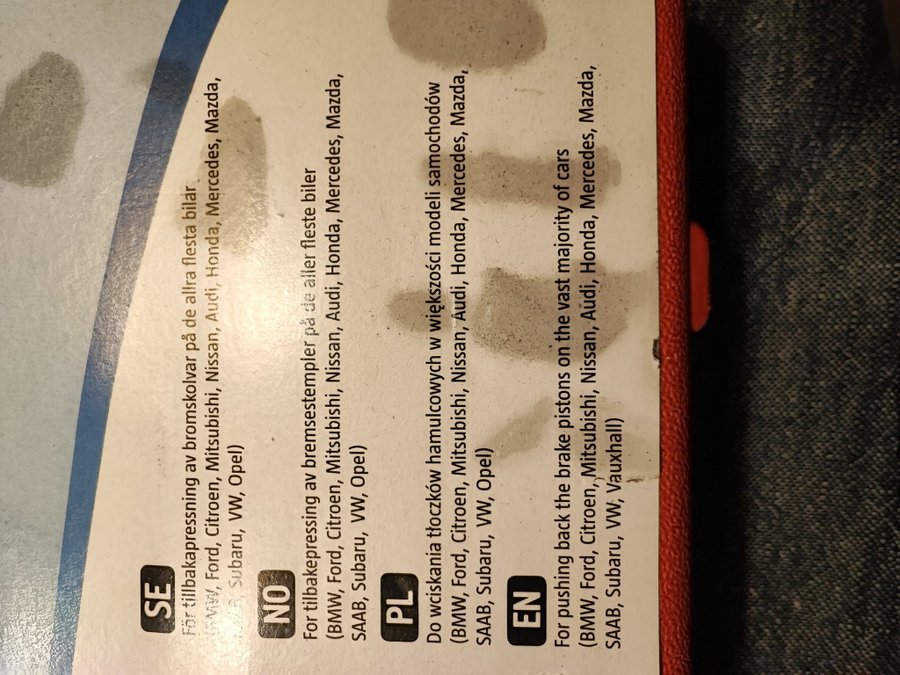 SE
För tillbakapressning av bromskolvar på de allra flesta bilar
(BMW, Ford, Citroen, Mitsubishi, Nissan, Audi, Honda, Mercedes, Mazda,
Subaru, VW, Opel)
NO
For tilbakepressing av bremsestempler på de aller fleste biler
(BMW, Ford, Citroen, Mitsubishi, Nissan, Audi, Honda, Mercedes, Mazda,
SAAB, Subaru, VW, Opel)
PL
Do wciskania tłoczków hamulcowych w większości modeli samochodów
(BMW, Ford, Citroen, Mitsubishi, Nissan, Audi, Honda, Mercedes, Mazda,
SAAB, Subaru, VW, Opel)
EN
For pushing back the brake pistons on the vast majority of cars
(BMW, Ford, Citroen, Mitsubishi, Nissan, Audi, Honda, Mercedes, Mazda,
SAAB, Subaru, VW, Vauxhall)